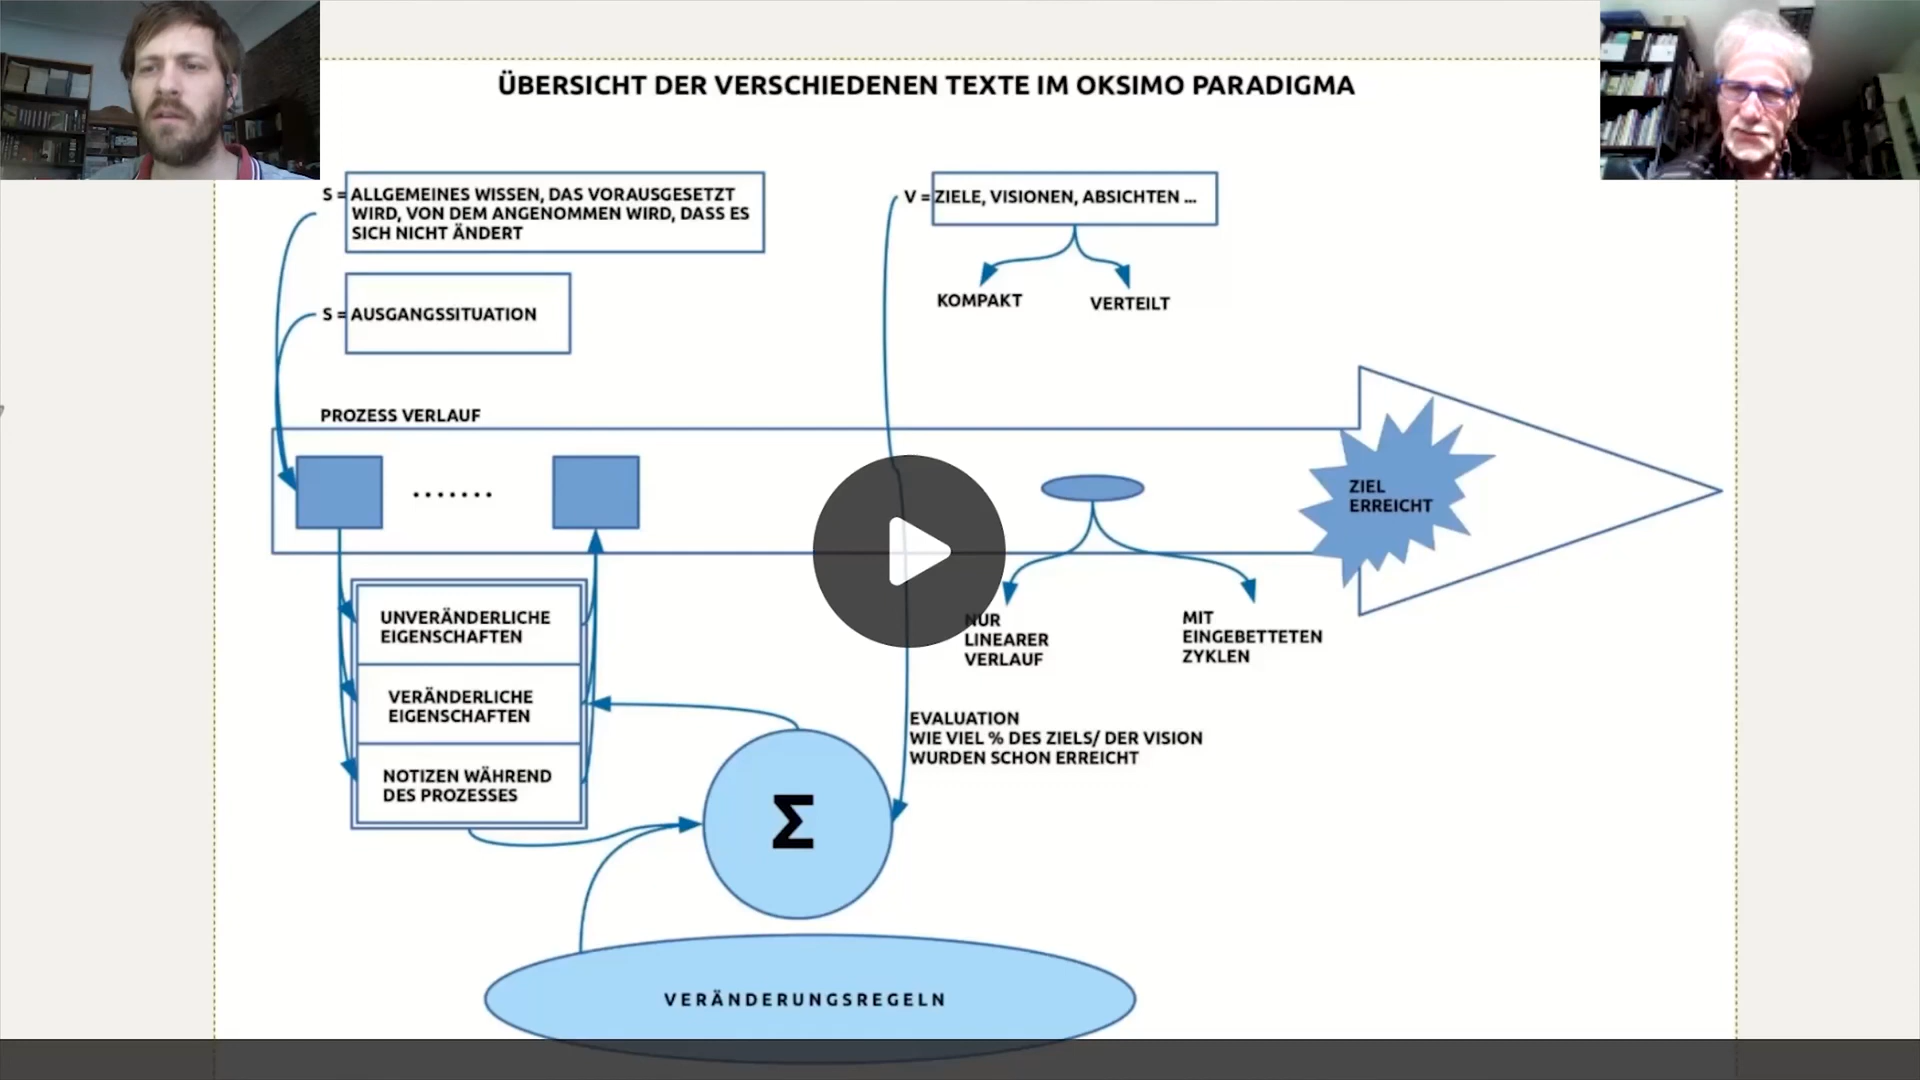 ÜBERSICHT DER VERSCHIEDENEN TEXTE IM OKSIMO PARADIGMA
S = ALLGEMEINES WISSEN, DAS VORAUSGESETZT
WIRD, VON DEM ANGENOMMEN WIRD, DASS ES
SICH NICHT ÄNDERT
V = ZIELE, VISIONEN, ABSICHTEN ...
KOMPAKT
VERTEILT
S = AUSGANGSSITUATION
PROZESS VERLAUF
.......
ZIEL
ERREICHT
NUR
LINEARER
VERLAUF
MIT
EINGEBETTETEN
ZYKLEN
UNVERÄNDERLICHE
EIGENSCHAFTEN
VERÄNDERLICHE
EIGENSCHAFTEN
NOTIZEN WÄHREND
DES PROZESSES
EVALUATION
WIE VIEL % DES ZIELS/ DER VISION
WURDEN SCHON ERREICHT
Σ
VERÄNDERUNGSREGELN